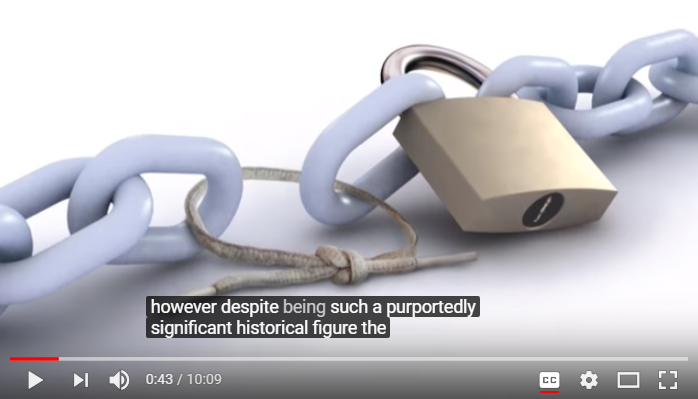 however despite being such a purportedly
significant historical figure the
0:43 / 10:09
CC